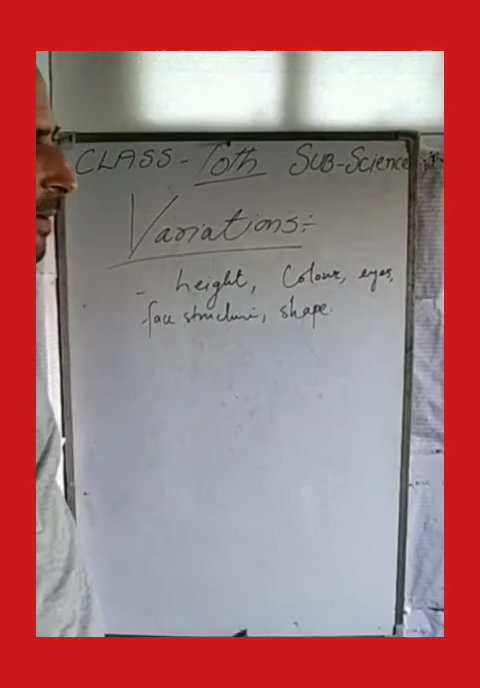 CLASS - 10th SUB-Science
Variations:-
- height, Colour, eyes,
face structure, shape.